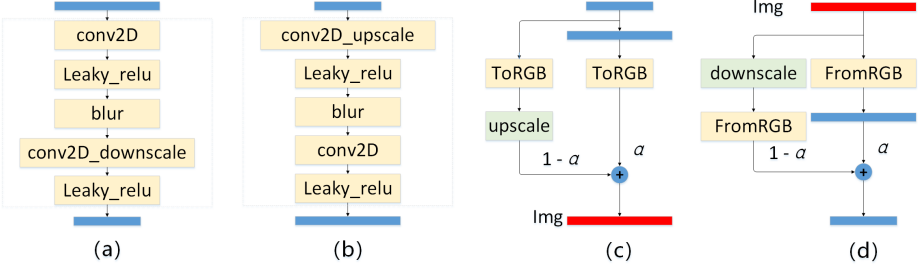 conv2D
Leaky_relu
blur
conv2D_downscale
Leaky_relu
(a)
conv2D_upscale
Leaky_relu
blur
conv2D
Leaky_relu
(b)
ToRGB
ToRGB
upscale
1 - α
α
+
Img
(c)
Img
downscale
FromRGB
FromRGB
1 - α
α
+
(d)